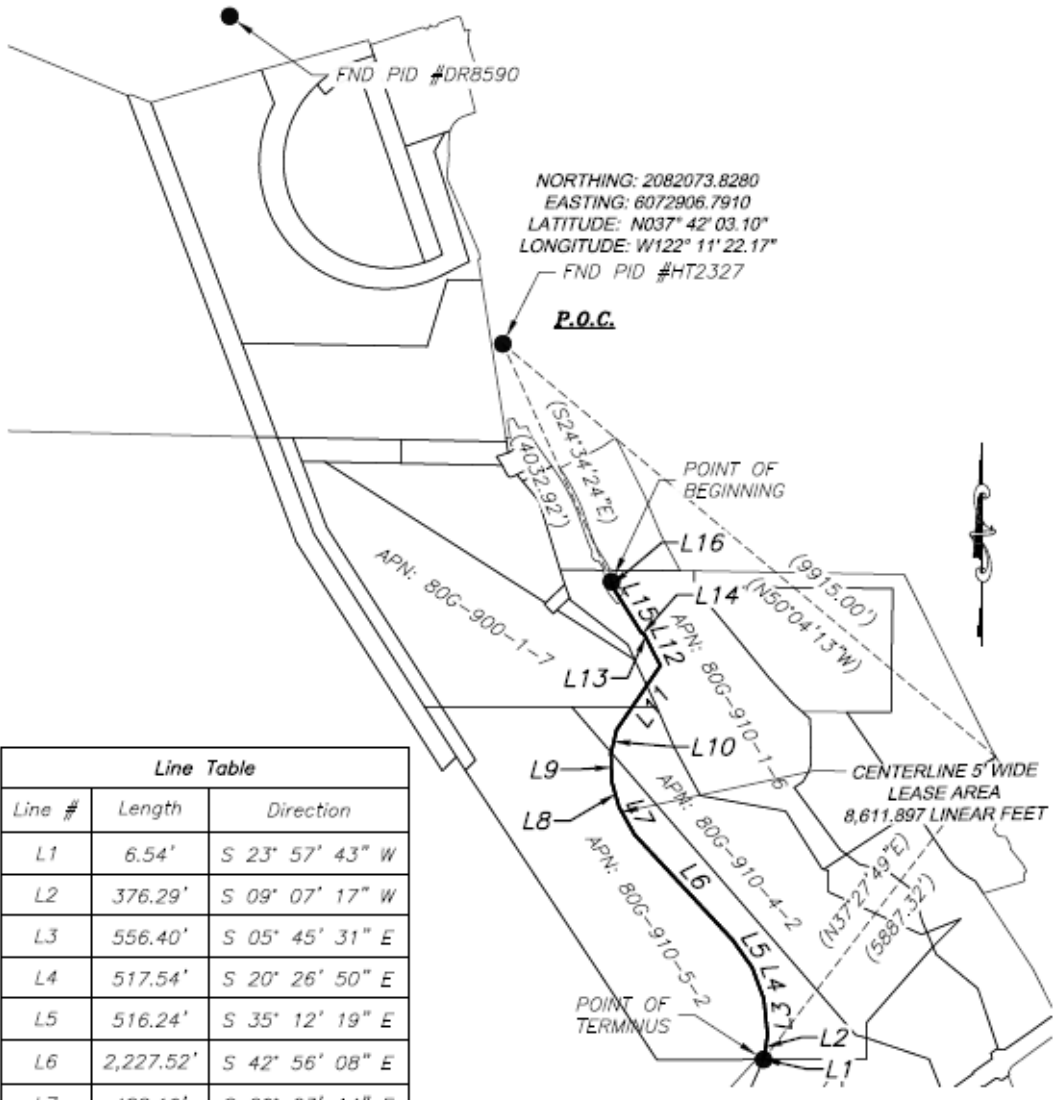 FND PID #DR8590
NORTHING: 2082073.8280
EASTING: 6072906.7910
LATITUDE: N037° 42' 03.10"
LONGITUDE: W122° 11' 22.17"
FND PID #HT2327
P.O.C.
(S24°34'24"E)
(4032.92')
POINT OF
BEGINNING
L16
(9915.00')
(N50°04'13"W)
L15
L14
L12
L13
APN: 80G-900-1-7
APN: 80G-910-1-6
L11
L10
L9
L8
L7
CENTERLINE 5' WIDE
LEASE AREA
8,611.897 LINEAR FEET
APN: 80G-910-4-2
L6
APN: 80G-910-5-2
(N37°27'49"E)
(5887.32')
L5
L4
L3
POINT OF
TERMINUS
L2
L1
Line Table
Line # Length Direction
L1 6.54' S 23° 57' 43" W
L2 376.29' S 09° 07' 17" W
L3 556.40' S 05° 45' 31" E
L4 517.54' S 20° 26' 50" E
L5 516.24' S 35° 12' 19" E
L6 2,227.52' S 42° 56' 08" E